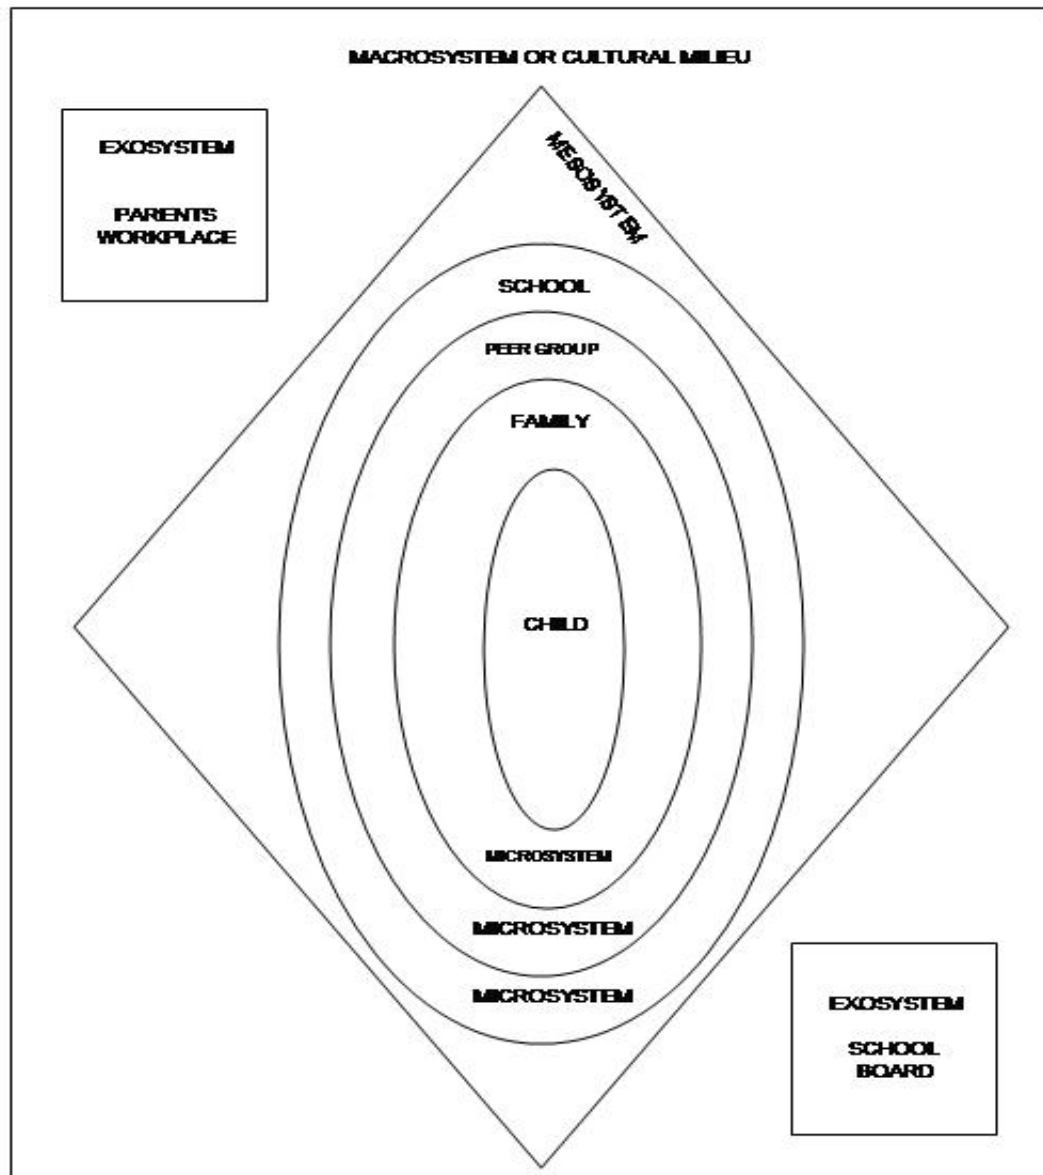 MACROSYSTEM OR CULTURAL MILIEU
EXOSYSTEM
PARENTS
WORKPLACE
MESOSYSTEM
SCHOOL
PEER GROUP
FAMILY
CHILD
MICROSYSTEM
MICROSYSTEM
MICROSYSTEM
EXOSYSTEM
SCHOOL
BOARD